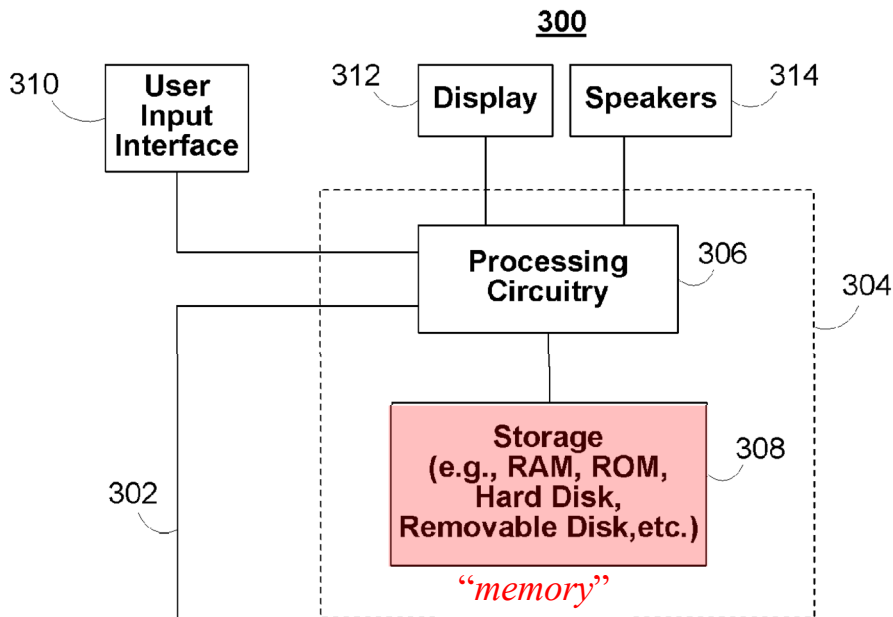 300
310
User
Input
Interface
312
Display
Speakers
314
Processing
Circuitry
306
304
Storage
(e.g., RAM, ROM,
Hard Disk,
Removable Disk,etc.)
308
302
“memory”